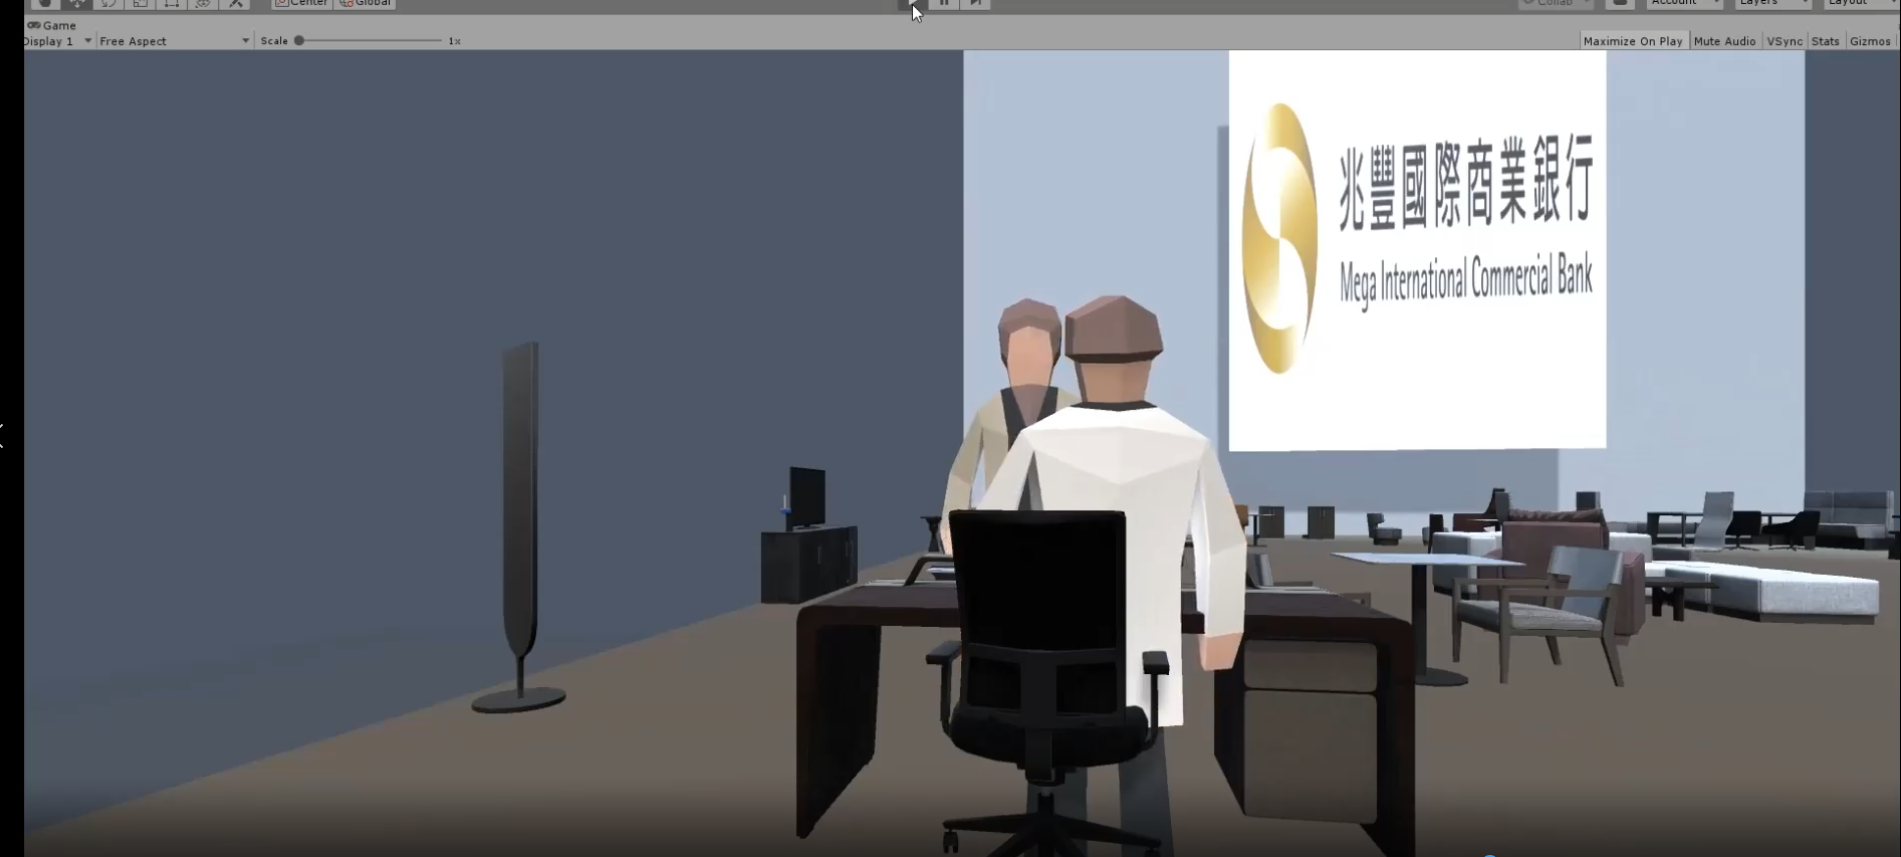 Center Global Collab Account Layers Layout
Game
Display 1 Free Aspect Scale 1x Maximize On Play Mute Audio VSync Stats Gizmos
兆豐國際商業銀行
Mega International Commercial Bank